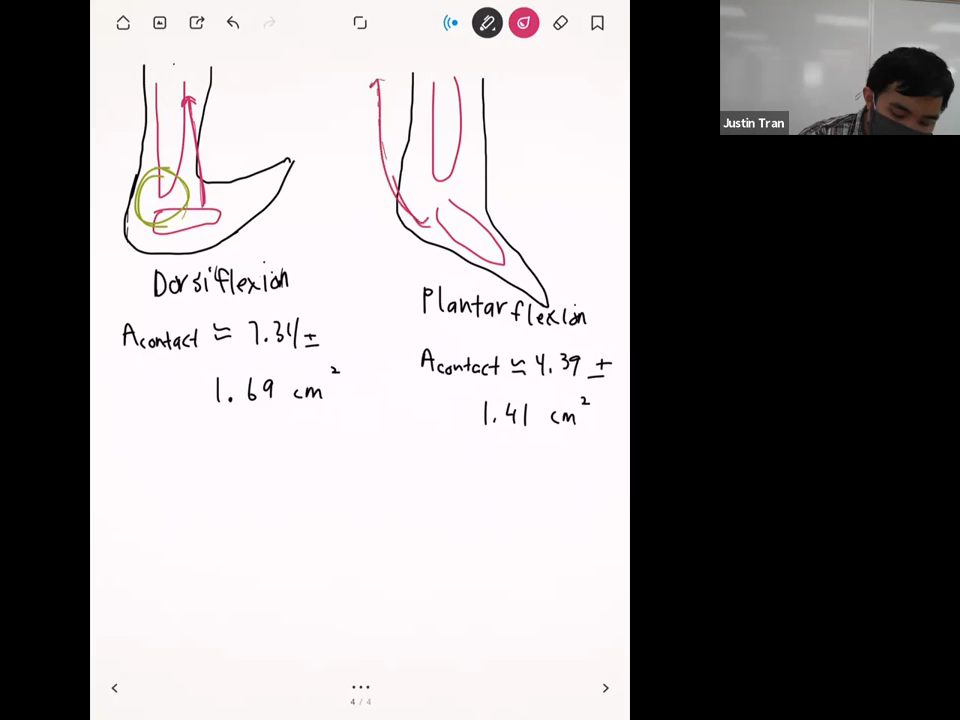 Justin Tran
Dorsiflexion
Acontact ≈ 7.34 ±
1.69 cm²
Plantarflexion
Acontact ≈ 4.39 ±
1.41 cm²
4 / 4